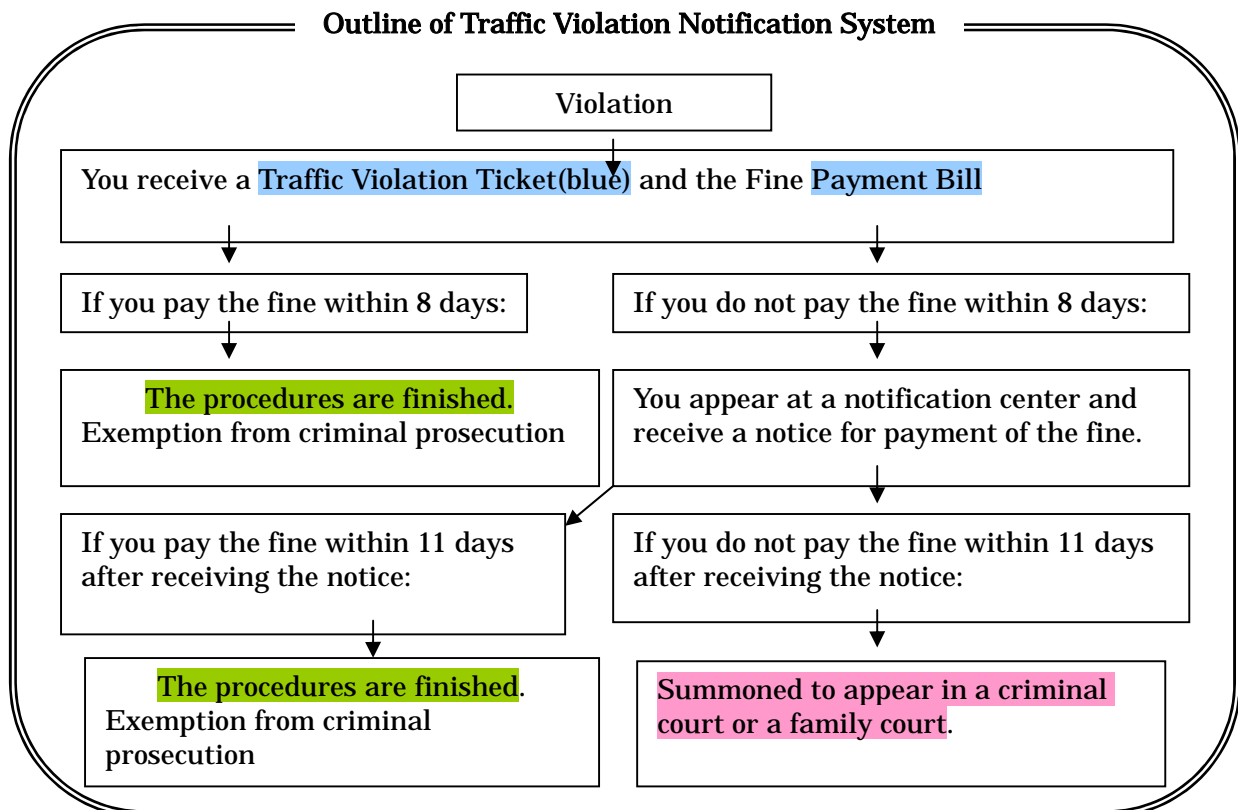 Outline of Traffic Violation Notification System
Violation
You receive a Traffic Violation Ticket(blue) and the Fine Payment Bill
If you pay the fine within 8 days:
If you do not pay the fine within 8 days:
The procedures are finished.
Exemption from criminal prosecution
You appear at a notification center and
receive a notice for payment of the fine.
If you pay the fine within 11 days
after receiving the notice:
If you do not pay the fine within 11 days
after receiving the notice:
The procedures are finished.
Exemption from criminal
prosecution
Summoned to appear in a criminal
court or a family court.